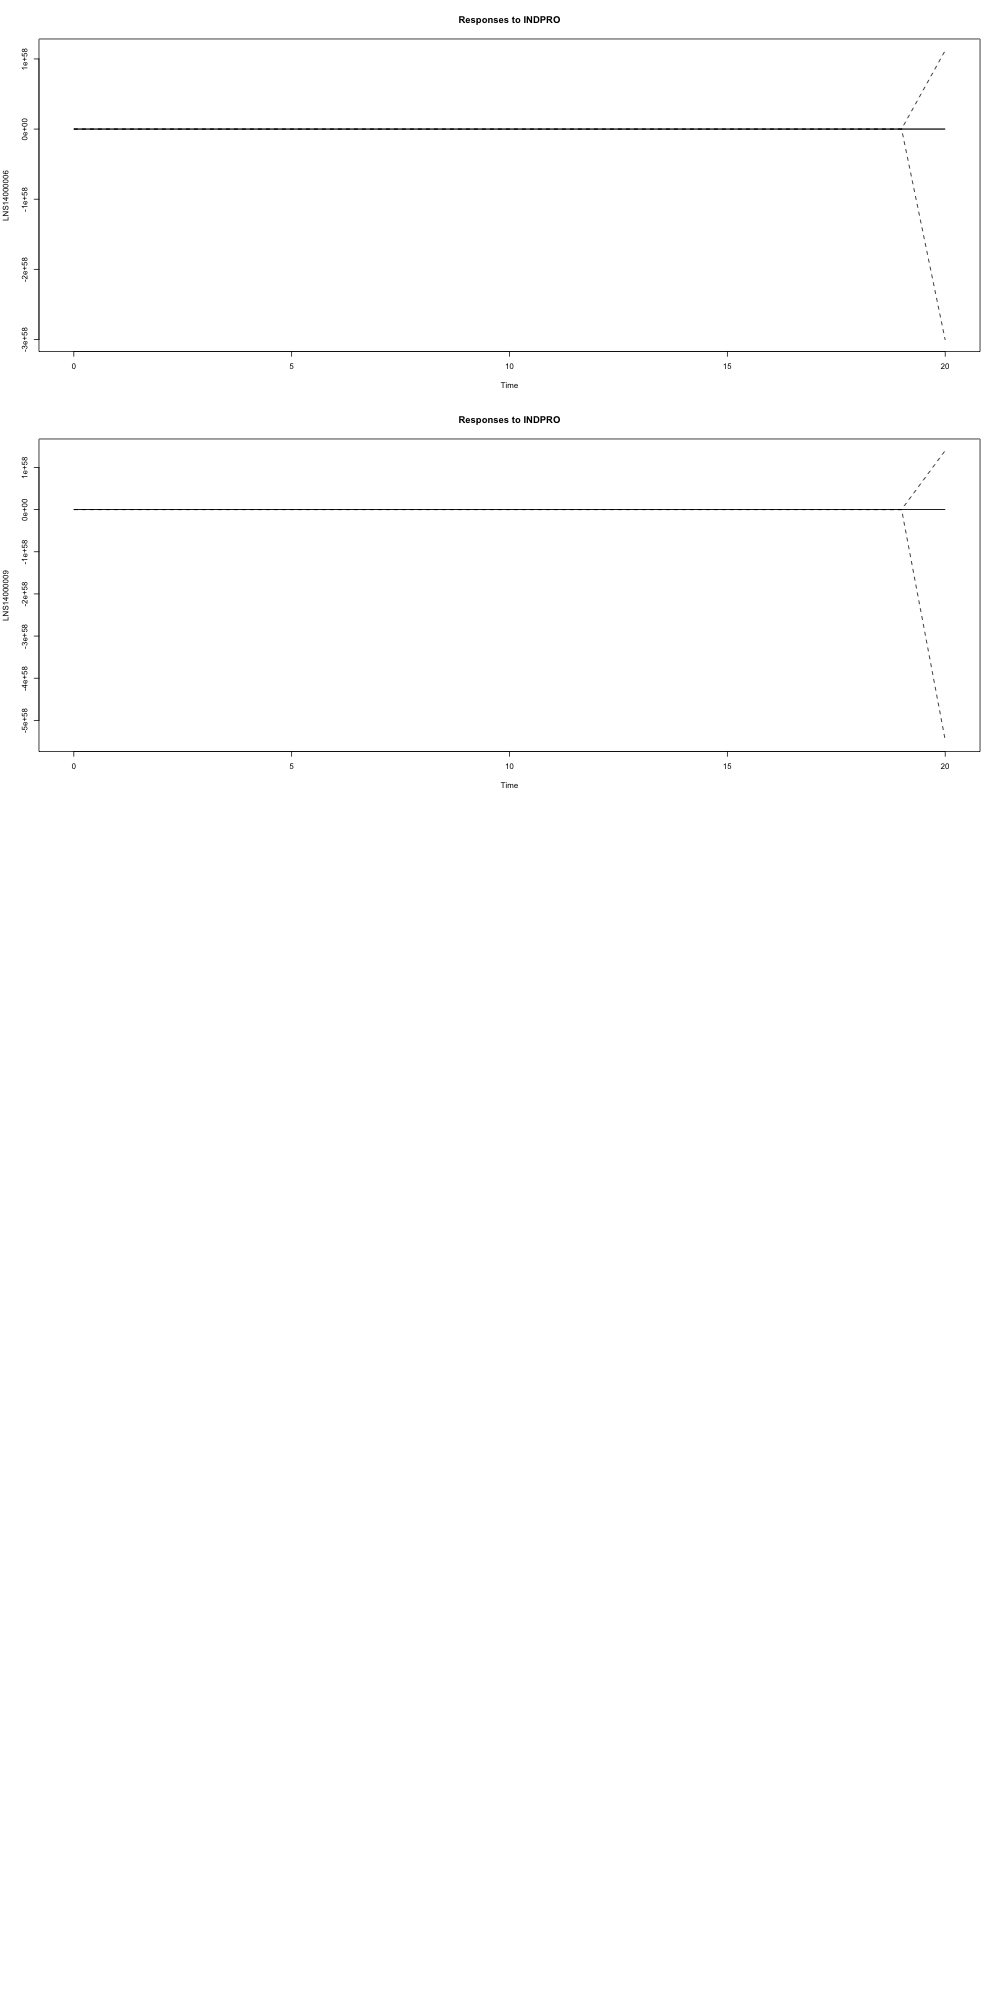 Responses to INDPRO
1e+58
0e+00
-1e+58
-2e+58
-3e+58
LNS14000006
0 5 10 15 20
Time
Responses to INDPRO
1e+58
0e+00
-1e+58
-2e+58
-3e+58
-4e+58
-5e+58
LNS14000009
0 5 10 15 20
Time